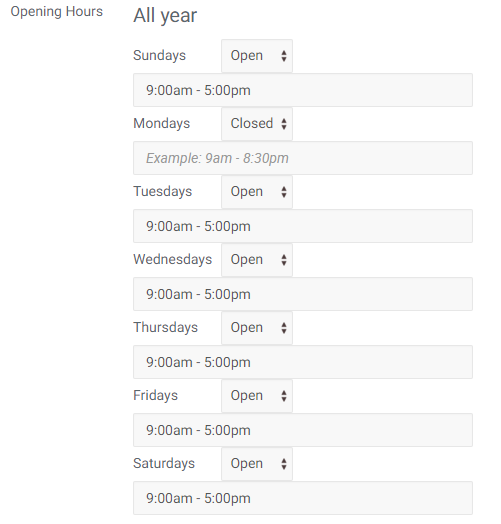 Opening Hours
All year
Sundays Open
9:00am - 5:00pm
Mondays Closed
Example: 9am - 8:30pm
Tuesdays Open
9:00am - 5:00pm
Wednesdays Open
9:00am - 5:00pm
Thursdays Open
9:00am - 5:00pm
Fridays Open
9:00am - 5:00pm
Saturdays Open
9:00am - 5:00pm